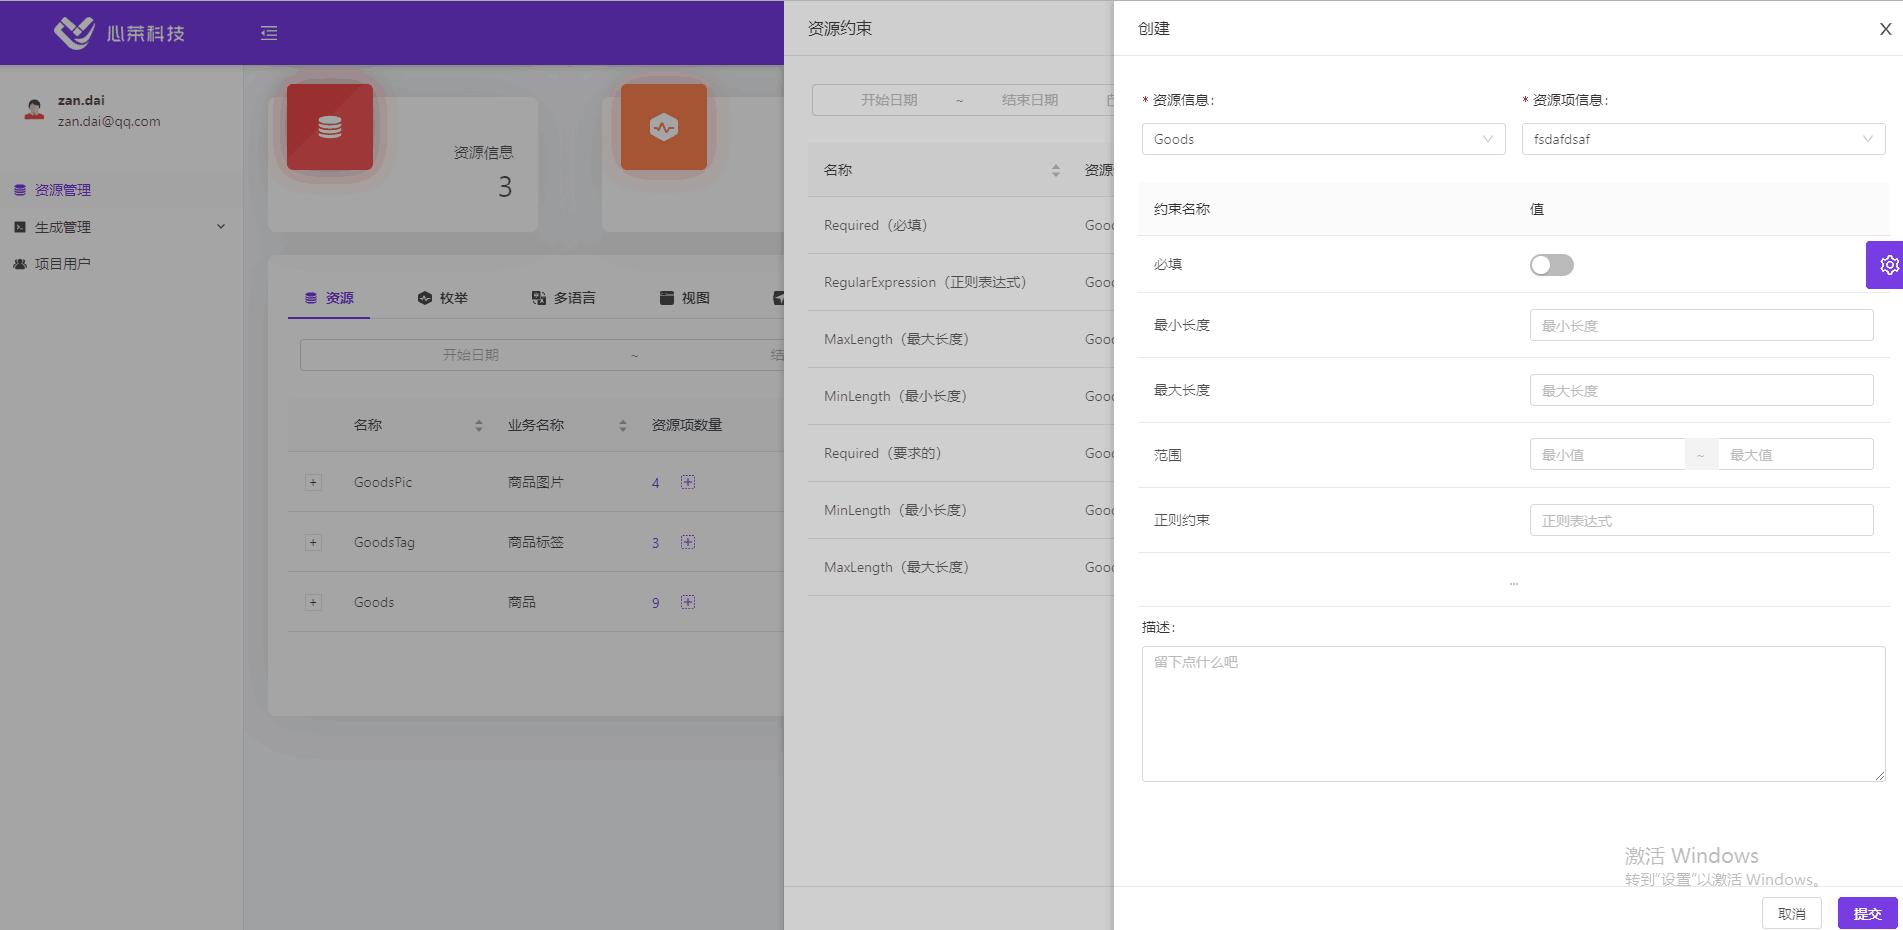 心莱科技
zan.dai
zan.dai@qq.com
资源管理
生成管理
项目用户
资源信息
3
资源
枚举
多语言
视图
开始日期
~
结
名称
业务名称
资源项数量
GoodsPic
商品图片
4
GoodsTag
商品标签
3
Goods
商品
9
资源约束
开始日期
~
结束日期
名称
资源
Required（必填）
Good
RegularExpression（正则表达式）
Good
MaxLength（最大长度）
Good
MinLength（最小长度）
Good
Required（要求的）
Good
MinLength（最小长度）
Good
MaxLength（最大长度）
Good
创建
X
* 资源信息:
Goods
* 资源项信息:
fsdafdsaf
约束名称
值
必填
最小长度
最小长度
最大长度
最大长度
范围
最小值
~
最大值
正则约束
正则表达式
...
描述:
留下点什么吧
激活 Windows
转到“设置”以激活 Windows。
取消
提交